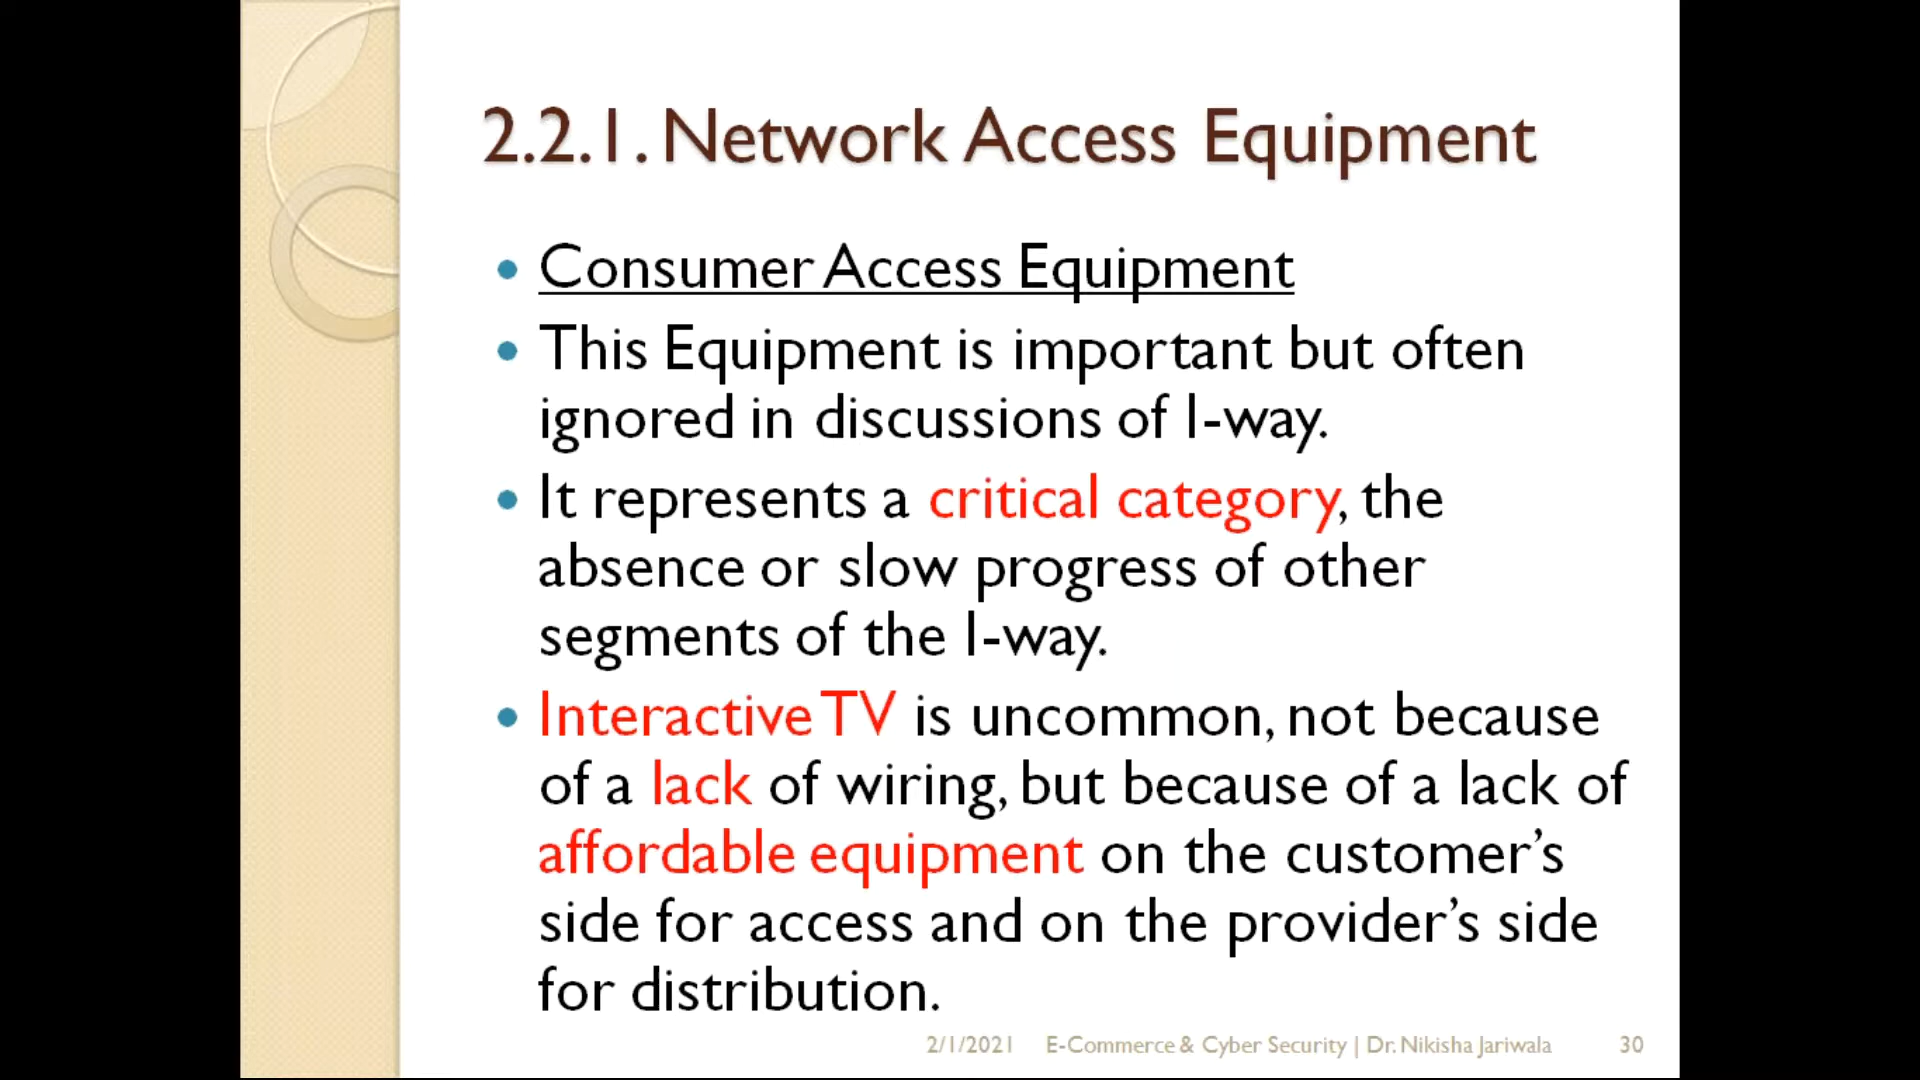 2.2.1. Network Access Equipment
• Consumer Access Equipment
• This Equipment is important but often
ignored in discussions of I-way.
• It represents a critical category, the
absence or slow progress of other
segments of the I-way.
• Interactive TV is uncommon, not because
of a lack of wiring, but because of a lack of
affordable equipment on the customer’s
side for access and on the provider’s side
for distribution.
2/1/2021 E-Commerce & Cyber Security | Dr. Nikisha Jariwala 30